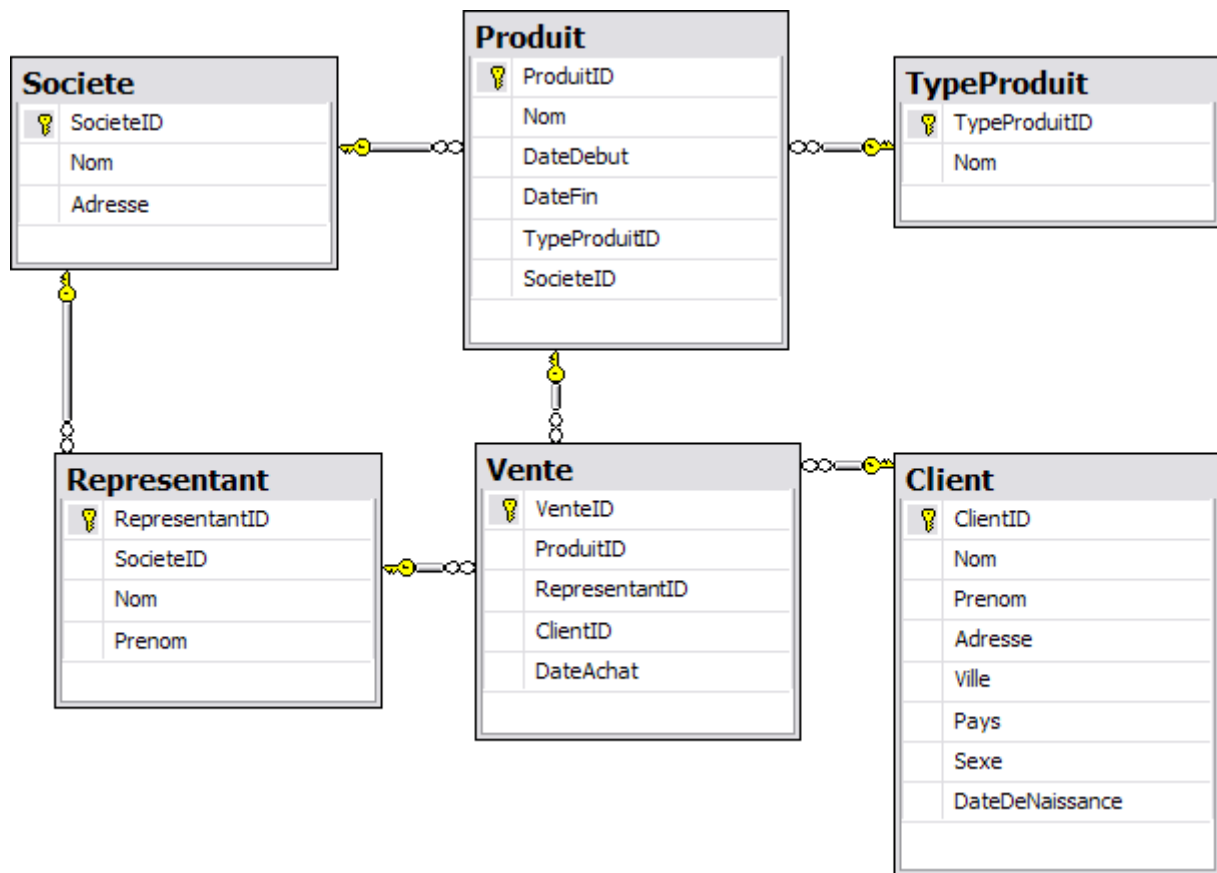 Societe
SocieteID
Nom
Adresse
Produit
ProduitID
Nom
DateDebut
DateFin
TypeProduitID
SocieteID
TypeProduit
TypeProduitID
Nom
Representant
RepresentantID
SocieteID
Nom
Prenom
Vente
VenteID
ProduitID
RepresentantID
ClientID
DateAchat
Client
ClientID
Nom
Prenom
Adresse
Ville
Pays
Sexe
DateDeNaissance